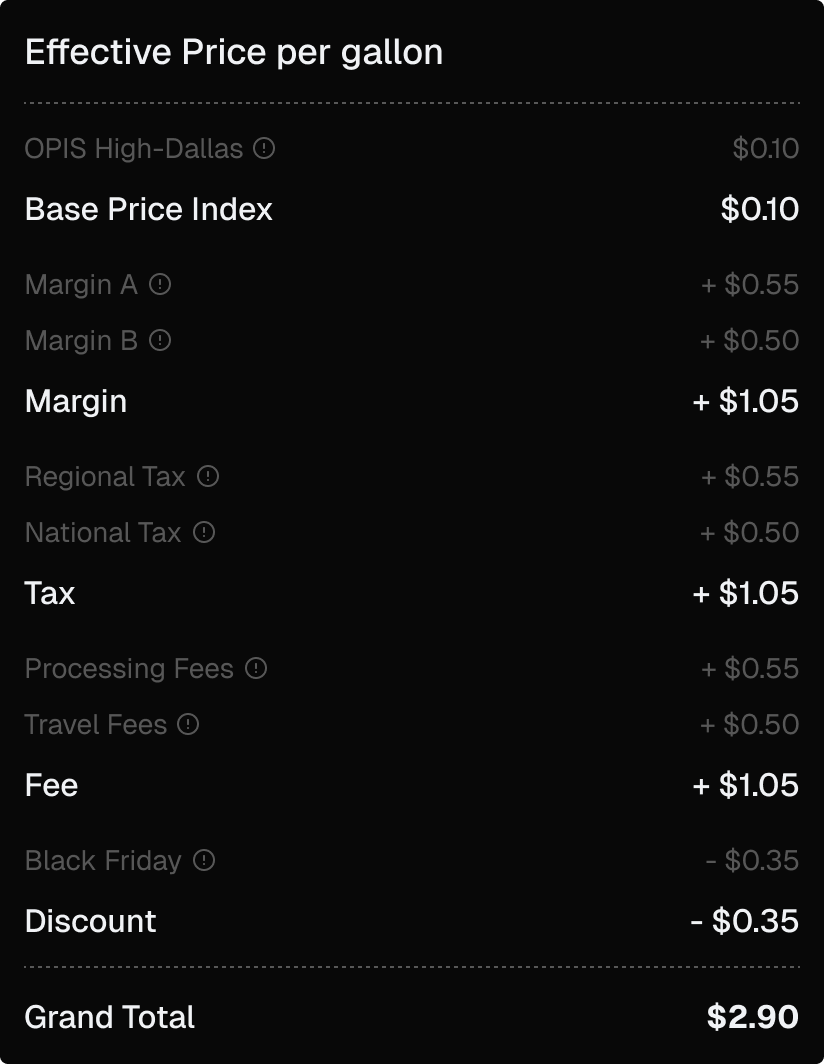 Effective Price per gallon
OPIS High-Dallas $0.10
Base Price Index $0.10
Margin A + $0.55
Margin B + $0.50
Margin + $1.05
Regional Tax + $0.55
National Tax + $0.50
Tax + $1.05
Processing Fees + $0.55
Travel Fees + $0.50
Fee + $1.05
Black Friday - $0.35
Discount - $0.35
Grand Total $2.90